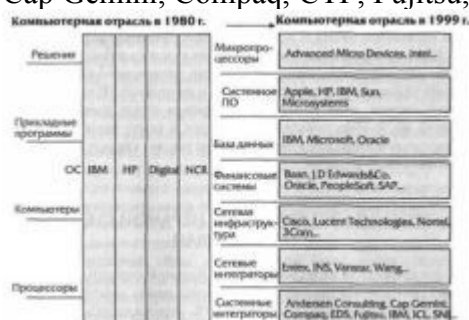 Cap Gemini, Compaq, CTP, Fujitsu,
Компьютерная отрасль в 1980 г.
Компьютерная отрасль в 1999 г.
Решения
Прикладные
программы
ОС
Компьютеры
Процессоры
IBM
HP
Digital
NCR
Микропро-
цессоры
Advanced Micro Devices, Intel...
Системное
ПО
Apple, HP, IBM, Sun,
Microsystems
База данных
IBM, Microsoft, Oracle
Финансовые
системы
Baan, J.D Edwards&Co.
Oracle, PeopleSoft, SAP...
Сетевая
инфраструк-
тура
Cisco, Lucent Technologies, Nortel,
3Com...
Сетевые
интеграторы
Entex, INS, Vanstar, Wang...
Системные
интеграторы
Andersen Consulting, Cap Gemini,
Compaq, EDS, Fujitsu, IBM, ICL, SNI...